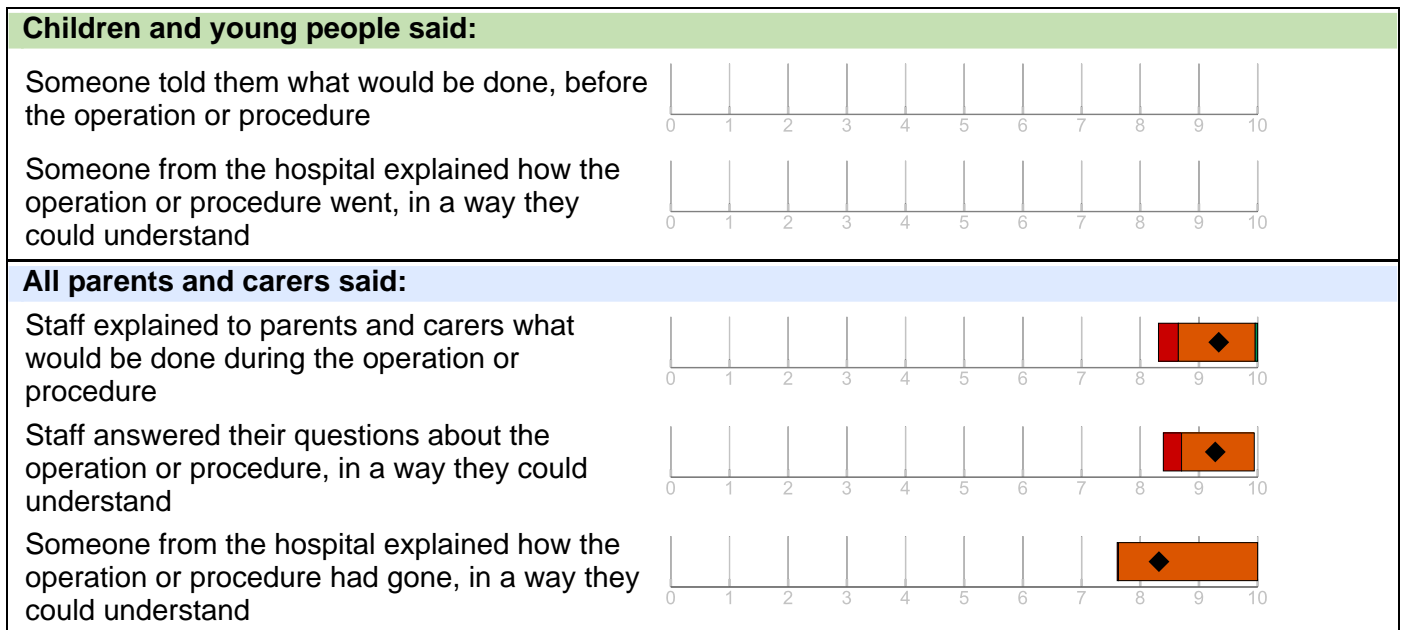 Children and young people said:
Someone told them what would be done, before
the operation or procedure
0 1 2 3 4 5 6 7 8 9 10
Someone from the hospital explained how the
operation or procedure went, in a way they
could understand
0 1 2 3 4 5 6 7 8 9 10
All parents and carers said:
Staff explained to parents and carers what
would be done during the operation or
procedure
0 1 2 3 4 5 6 7 8 9 10
Staff answered their questions about the
operation or procedure, in a way they could
understand
0 1 2 3 4 5 6 7 8 9 10
Someone from the hospital explained how the
operation or procedure had gone, in a way they
could understand
0 1 2 3 4 5 6 7 8 9 10